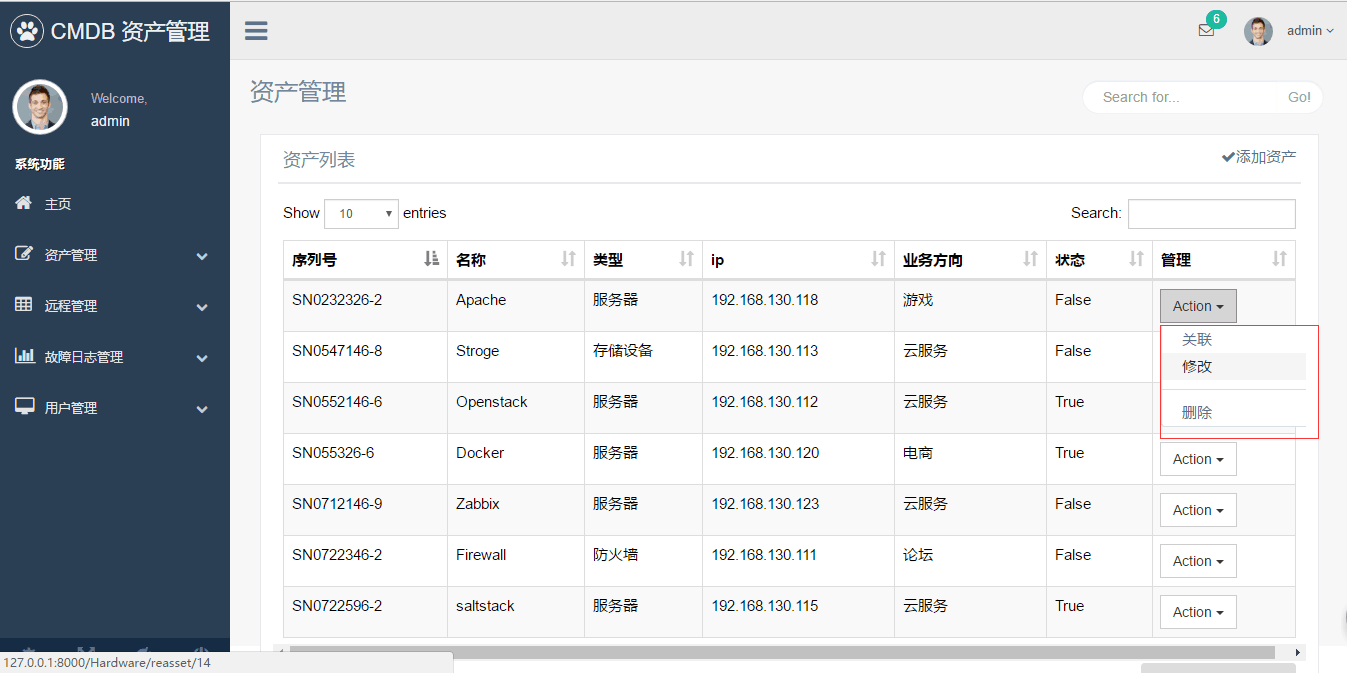 CMDB 资产管理
6
admin
Welcome,
admin
系统功能
主页
资产管理
远程管理
故障日志管理
用户管理
资产管理
Search for...
Go!
资产列表
添加资产
Show 10 entries
Search:
序列号 名称 类型 ip 业务方向 状态 管理
SN0232326-2 Apache 服务器 192.168.130.118 游戏 False Action
关联
修改
删除
SN0547146-8 Stroge 存储设备 192.168.130.113 云服务 False
SN0552146-6 Openstack 服务器 192.168.130.112 云服务 True
SN055326-6 Docker 服务器 192.168.130.120 电商 True Action
SN0712146-9 Zabbix 服务器 192.168.130.123 云服务 False Action
SN0722346-2 Firewall 防火墙 192.168.130.111 论坛 False Action
SN0722596-2 saltstack 服务器 192.168.130.115 云服务 True Action
127.0.0.1:8000/Hardware/reasset/14